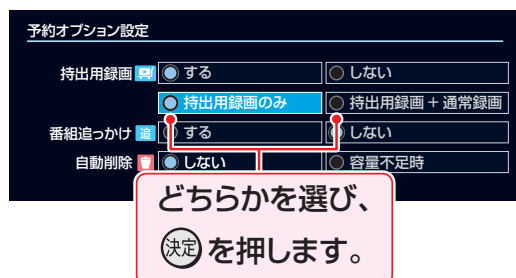 予約オプション設定
持出用録画 する しない
持出用録画のみ 持出用録画 + 通常録画
番組追っかけ 追 する しない
自動削除 しない 容量不足時
どちらかを選び、
決定 を押します。